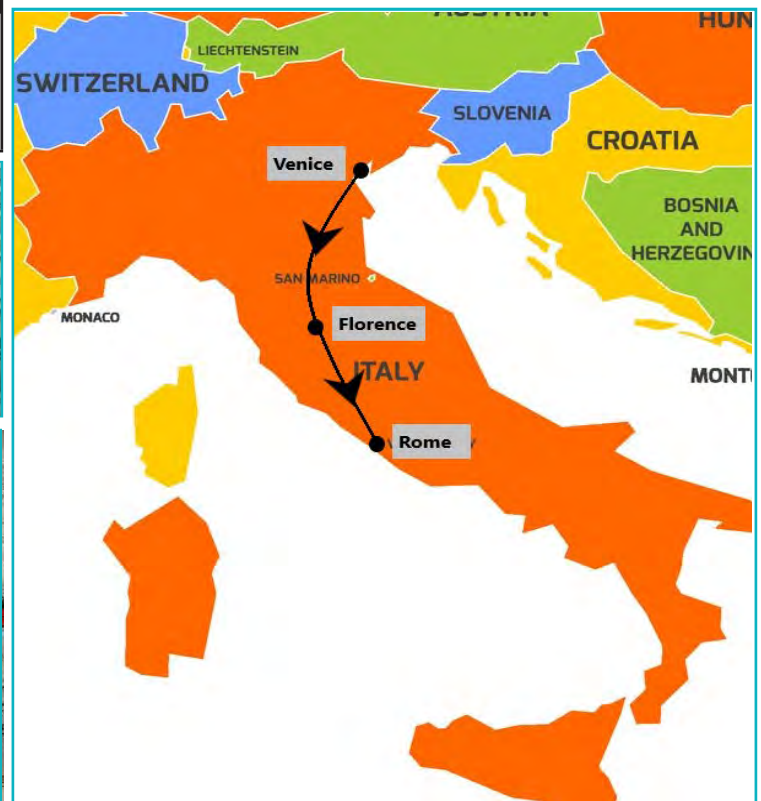 AUSTRIA
HUN
LIECHTENSTEIN
SWITZERLAND
SLOVENIA
CROATIA
Venice
BOSNIA
AND
HERZEGOVIN
SAN MARINO
MONACO
Florence
ITALY
MONT
Rome